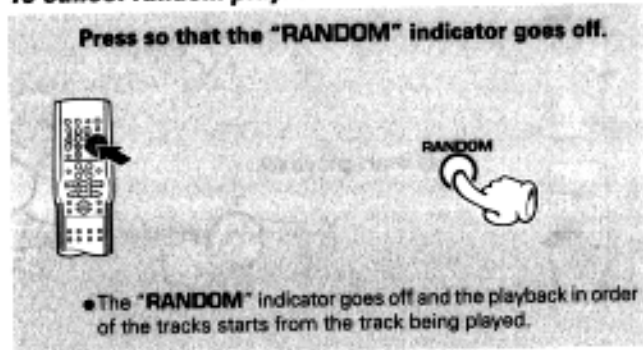 Press so that the "RANDOM" indicator goes off.
RANDOM
● The "RANDOM" indicator goes off and the playback in order
of the tracks starts from the track being played.